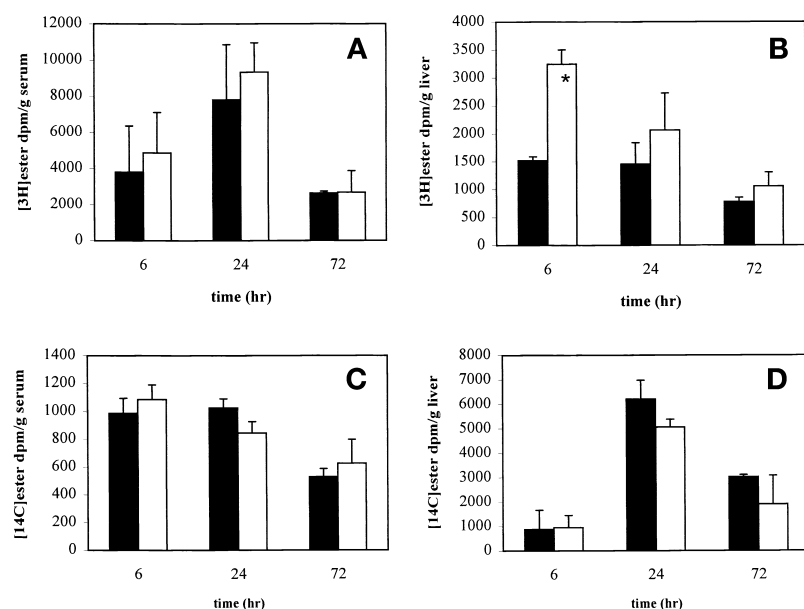 A
[3H]ester dpm/g serum
12000
10000
8000
6000
4000
2000
0
6 24 72
time (hr)
B
[3H]ester dpm/g liver
4000
3500
3000
2500
2000
1500
1000
500
0
*
6 24 72
time (hr)
C
[14C]ester dpm/g serum
1400
1200
1000
800
600
400
200
0
6 24 72
time (hr)
D
[14C]ester dpm/g liver
8000
7000
6000
5000
4000
3000
2000
1000
0
6 24 72
time (hr)